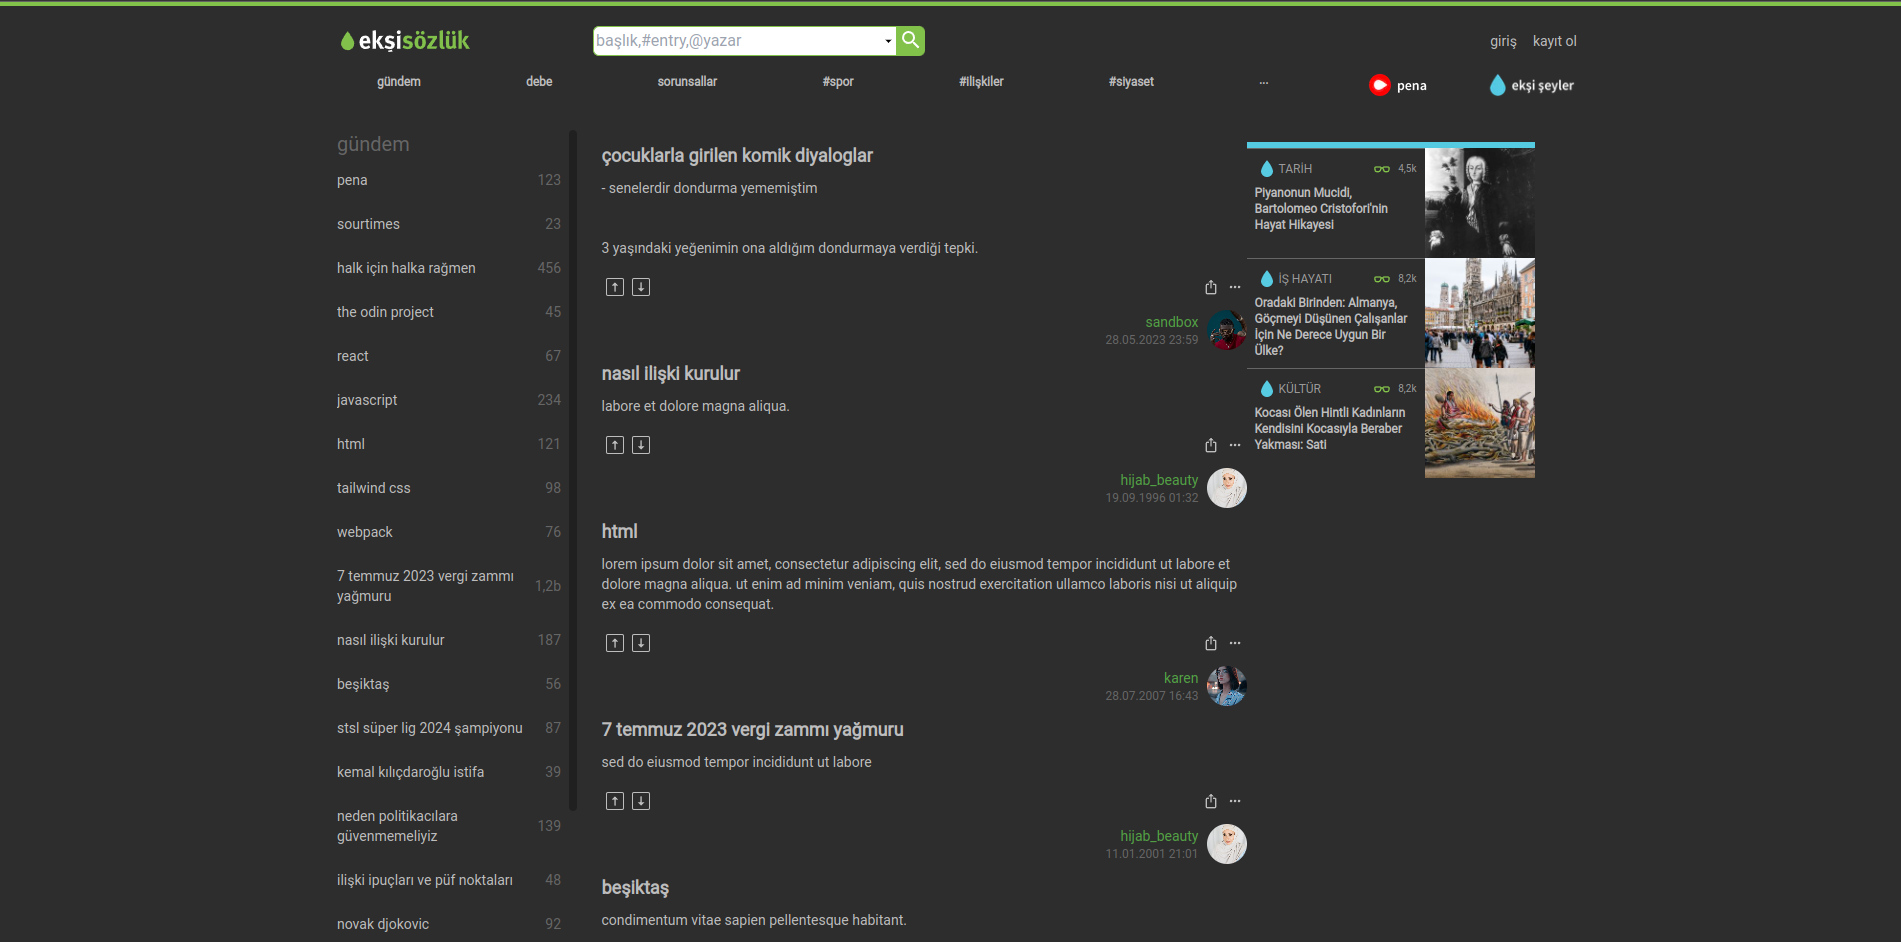 ekşisözlük
başlık,#entry,@yazar
giriş kayıt ol
gündem debe sorunsallar #spor #ilişkiler #siyaset ... pena ekşi şeyler
gündem
pena 123
sourtimes 23
halk için halka rağmen 456
the odin project 45
react 67
javascript 234
html 121
tailwind css 98
webpack 76
7 temmuz 2023 vergi zammı
yağmuru 1,2b
nasıl ilişki kurulur 187
beşiktaş 56
stsl süper lig 2024 şampiyonu 87
kemal kılıçdaroğlu istifa 39
neden politikacılara
güvenmemeliyiz 139
ilişki ipuçları ve püf noktaları 48
novak djokovic 92
çocuklarla girilen komik diyaloglar
- senelerdir dondurma yememiştim
3 yaşındaki yeğenimin ona aldığım dondurmaya verdiği tepki.
sandbox
28.05.2023 23:59
nasıl ilişki kurulur
labore et dolore magna aliqua.
hijab_beauty
19.09.1996 01:32
html
lorem ipsum dolor sit amet, consectetur adipiscing elit, sed do eiusmod tempor incididunt ut labore et
dolore magna aliqua. ut enim ad minim veniam, quis nostrud exercitation ullamco laboris nisi ut aliquip
ex ea commodo consequat.
karen
28.07.2007 16:43
7 temmuz 2023 vergi zammı yağmuru
sed do eiusmod tempor incididunt ut labore
hijab_beauty
11.01.2001 21:01
beşiktaş
condimentum vitae sapien pellentesque habitant.
TARİH 4,5k
Piyanonun Mucidi,
Bartolomeo Cristofori'nin
Hayat Hikayesi
İŞ HAYATI 8,2k
Oradaki Birinden: Almanya,
Göçmeyi Düşünen Çalışanlar
İçin Ne Derece Uygun Bir
Ülke?
KÜLTÜR 8,2k
Kocası Ölen Hintli Kadınların
Kendisini Kocasıyla Beraber
Yakması: Sati